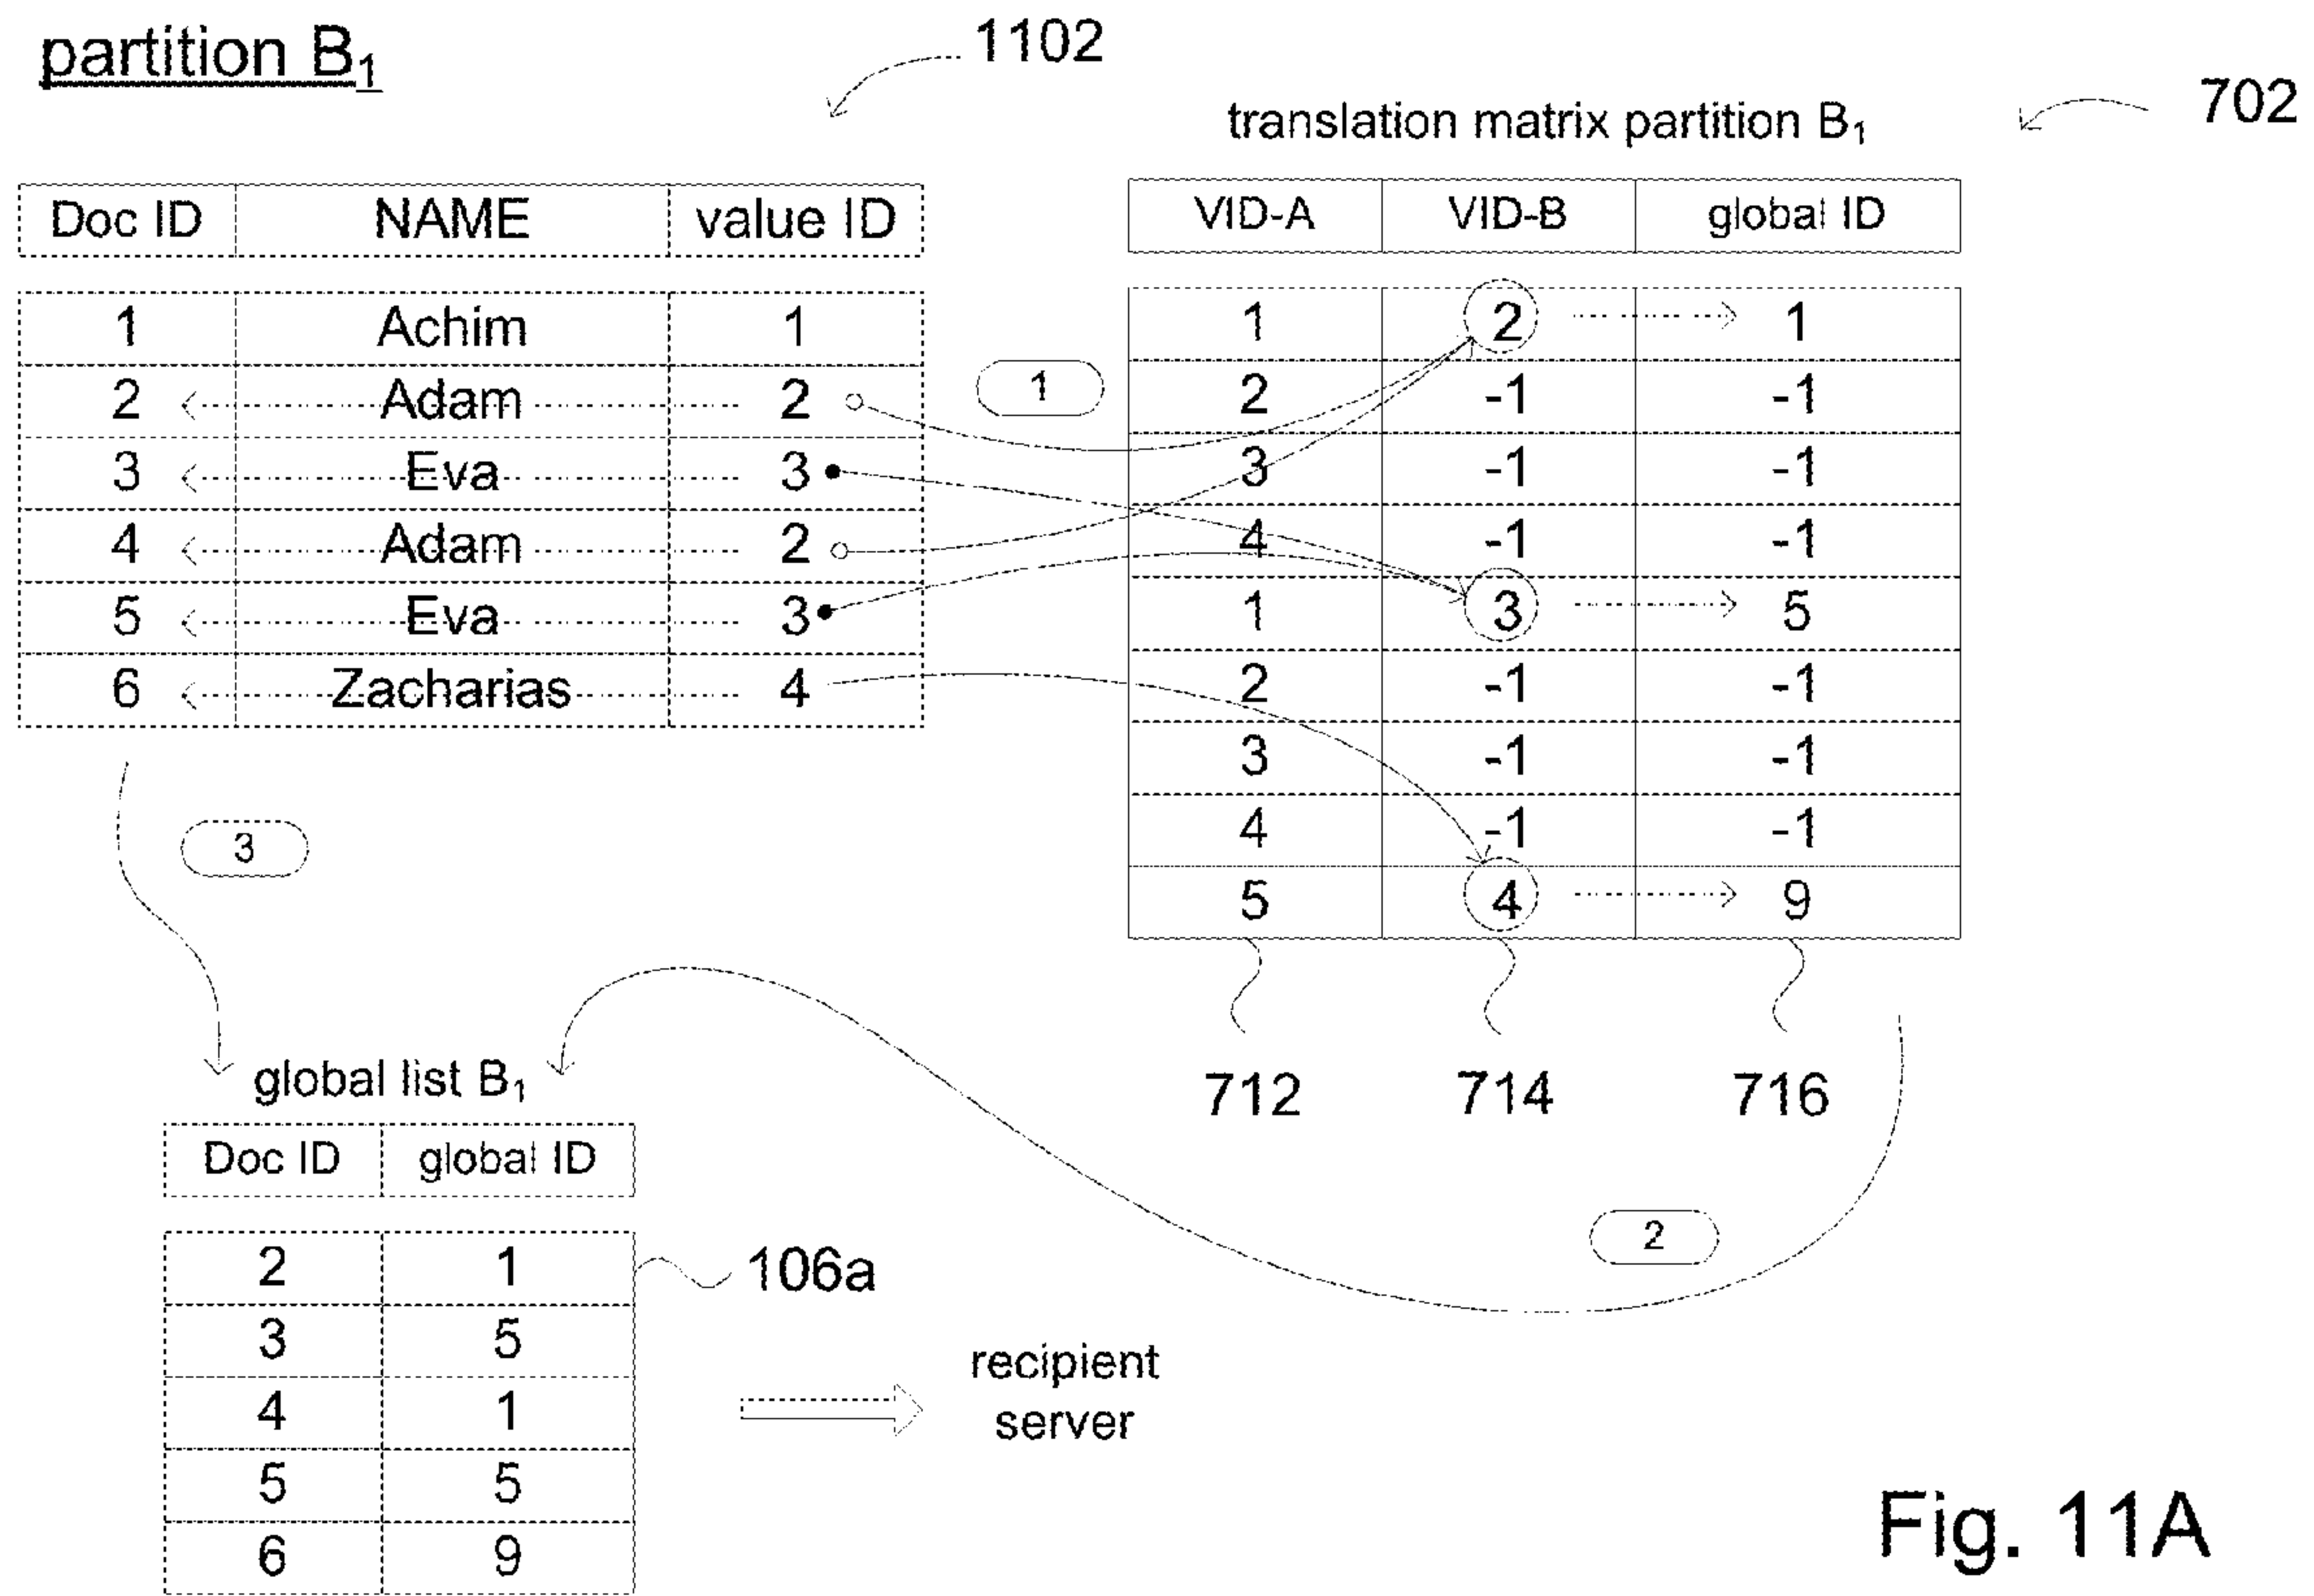 partition B₁
1102
translation matrix partition B₁
702
Doc ID NAME value ID
1 Achim 1
2 Adam 2
3 Eva 3
4 Adam 2
5 Eva 3
6 Zacharias 4
1
VID-A VID-B global ID
1 2 1
2 -1 -1
3 -1 -1
4 -1 -1
1 3 5
2 -1 -1
3 -1 -1
4 -1 -1
5 4 9
712 714 716
3
2
global list B₁
Doc ID global ID
2 1
3 5
4 1
5 5
6 9
106a
recipient
server
Fig. 11A